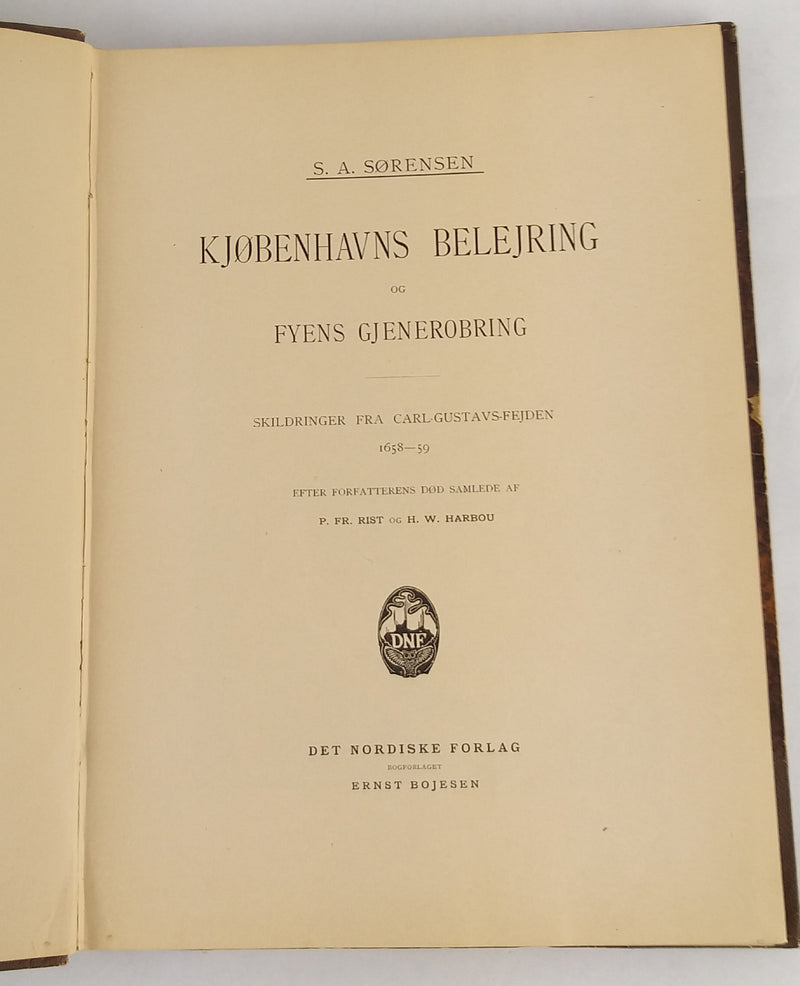 S. A. SØRENSEN
KJØBENHAVNS BELEJRING
OG
FYENS GJENEROBRING
SKILDRINGER FRA CARL-GUSTAVS-FEJDEN
1658—59
EFTER FORFATTERENS DØD SAMLEDE AF
P. FR. RIST OG H. W. HARBOU
DNF
DET NORDISKE FORLAG
BOGFORLAGET
ERNST BOJESEN